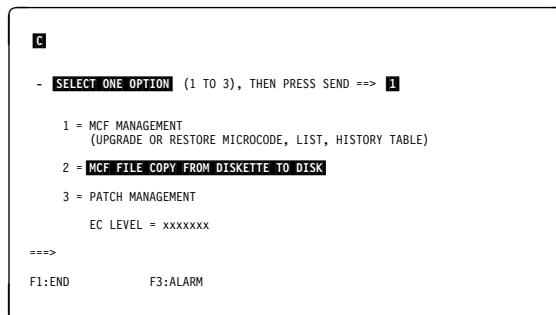 C
- SELECT ONE OPTION (1 TO 3), THEN PRESS SEND ==> 1
1 = MCF MANAGEMENT
(UPGRADE OR RESTORE MICROCODE, LIST, HISTORY TABLE)
2 = MCF FILE COPY FROM DISKETTE TO DISK
3 = PATCH MANAGEMENT
EC LEVEL = xxxxxxx
===>
F1:END F3:ALARM